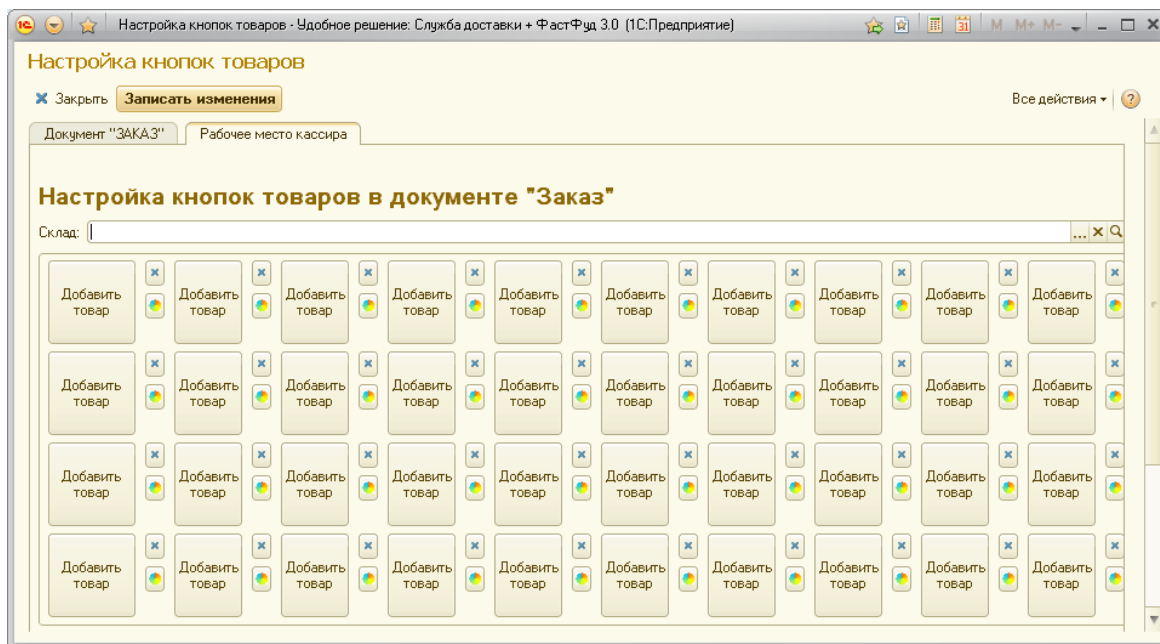 Настройка кнопок товаров - Удобное решение: Служба доставки + ФастФуд 3.0 (1С:Предприятие)
31 M M+ M-
Настройка кнопок товаров
Закрыть Записать изменения Все действия ?
Документ "ЗАКАЗ" Рабочее место кассира
Настройка кнопок товаров в документе "Заказ"
Склад: ...
Добавить Добавить Добавить Добавить Добавить Добавить Добавить Добавить Добавить Добавить
товар товар товар товар товар товар товар товар товар товар
Добавить Добавить Добавить Добавить Добавить Добавить Добавить Добавить Добавить Добавить
товар товар товар товар товар товар товар товар товар товар
Добавить Добавить Добавить Добавить Добавить Добавить Добавить Добавить Добавить Добавить
товар товар товар товар товар товар товар товар товар товар
Добавить Добавить Добавить Добавить Добавить Добавить Добавить Добавить Добавить Добавить
товар товар товар товар товар товар товар товар товар товар